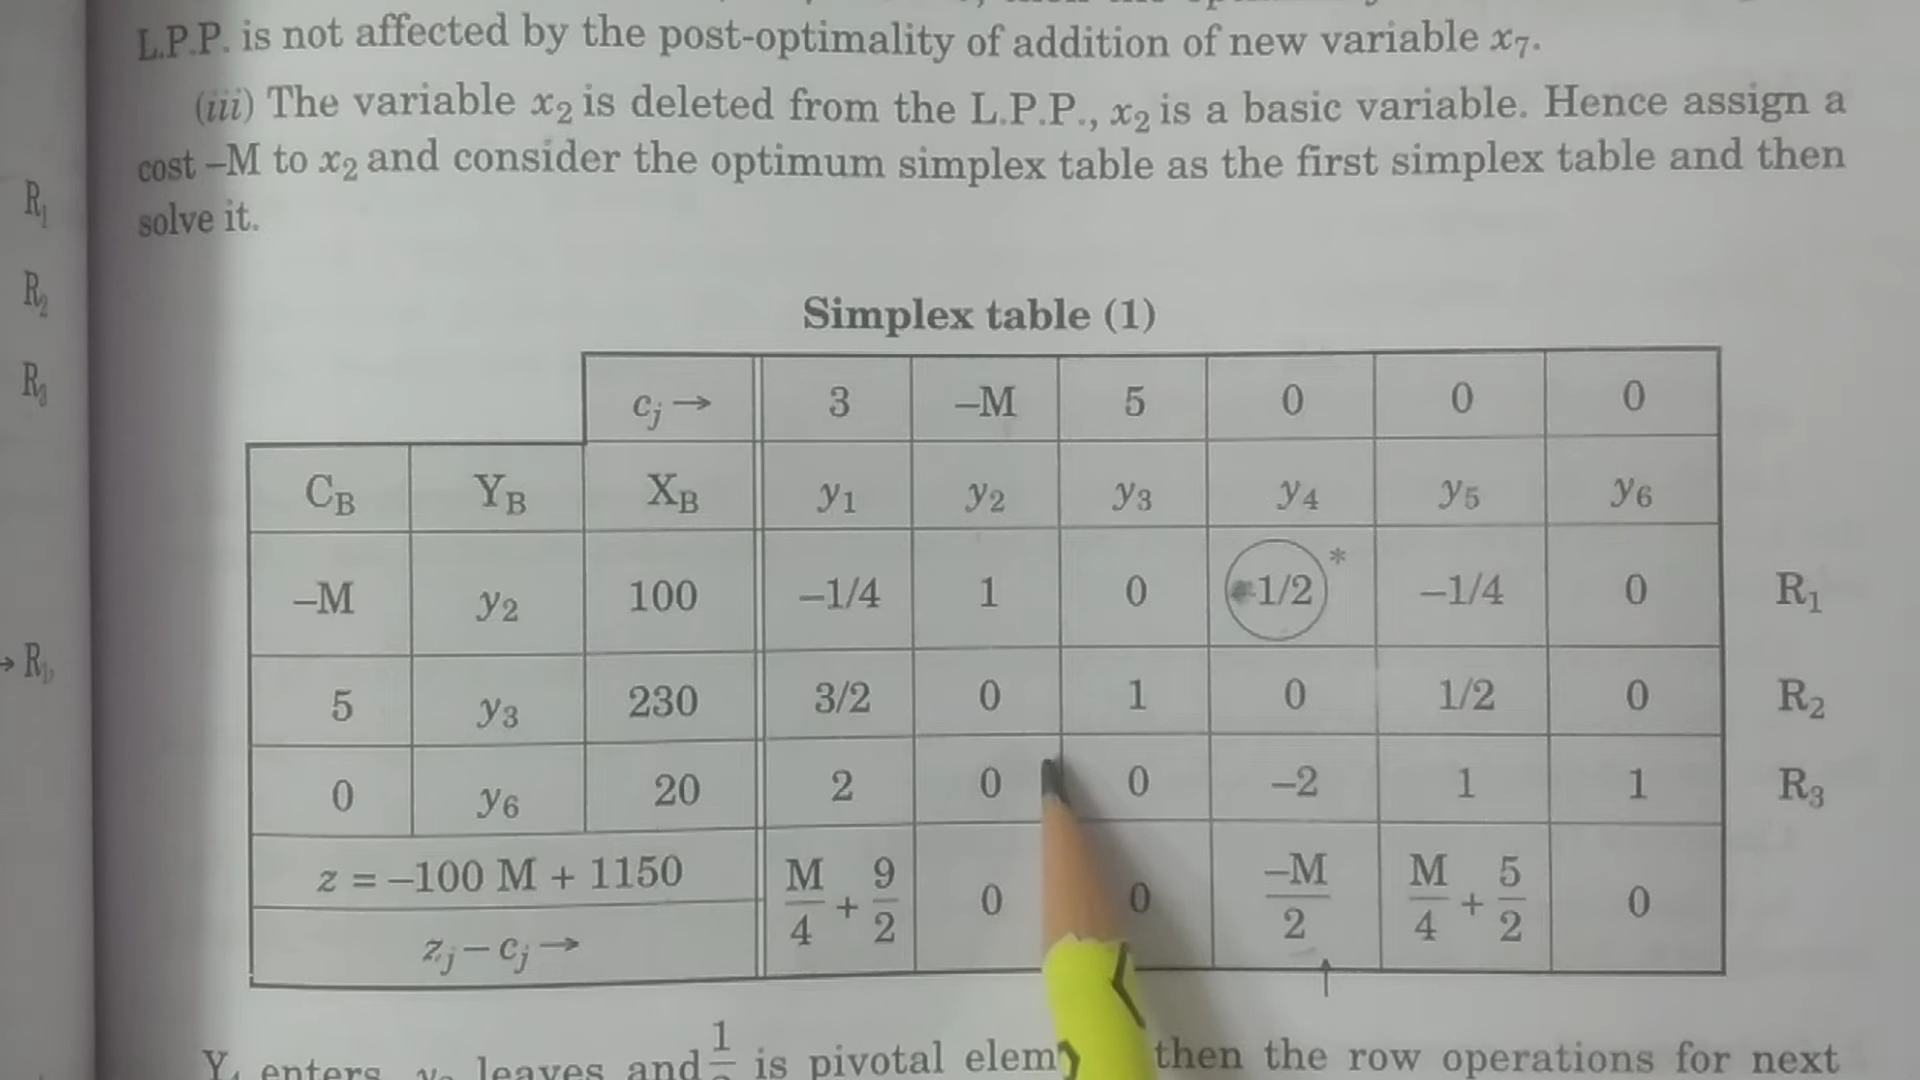 L.P.P. is not affected by the post-optimality of addition of new variable x₇.
(iii) The variable x₂ is deleted from the L.P.P., x₂ is a basic variable. Hence assign a
cost –M to x₂ and consider the optimum simplex table as the first simplex table and then
solve it.
Simplex table (1)
cⱼ → 3 –M 5 0 0 0
C_B Y_B X_B y₁ y₂ y₃ y₄ y₅ y₆
–M y₂ 100 –1/4 1 0 1/2 * –1/4 0 R₁
5 y₃ 230 3/2 0 1 0 1/2 0 R₂
0 y₆ 20 2 0 0 –2 1 1 R₃
z = –100 M + 1150
zⱼ – cⱼ → M/4 + 9/2 0 0 –M/2 M/4 + 5/2 0
↑
enters, leaves and 1 is pivotal then the row operations for next
R₁
R₂
R₃